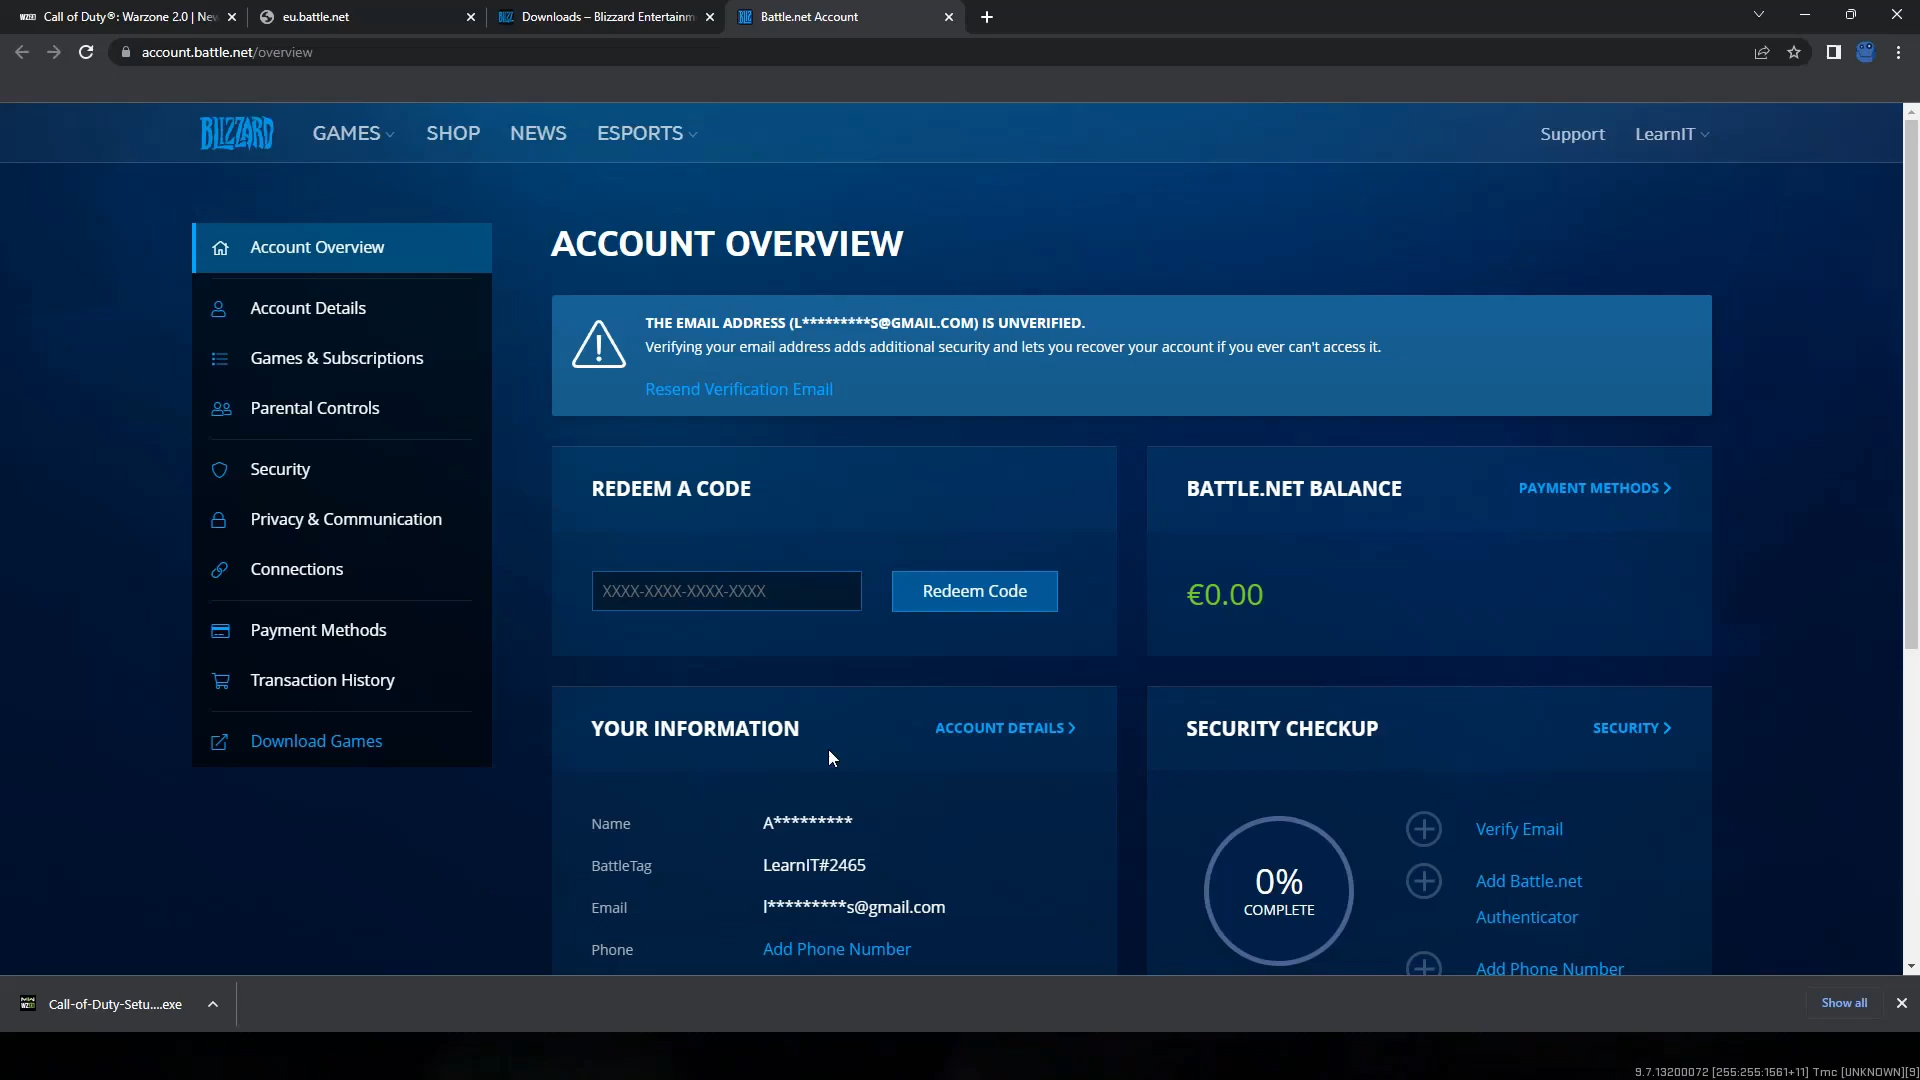 Call of Duty®: Warzone 2.0 | Nev
eu.battle.net
Downloads – Blizzard Entertainm
Battle.net Account
account.battle.net/overview
BLIZZARD
GAMES
SHOP
NEWS
ESPORTS
Support
LearnIT
Account Overview
Account Details
Games & Subscriptions
Parental Controls
Security
Privacy & Communication
Connections
Payment Methods
Transaction History
Download Games
ACCOUNT OVERVIEW
THE EMAIL ADDRESS (L*********S@GMAIL.COM) IS UNVERIFIED.
Verifying your email address adds additional security and lets you recover your account if you ever can't access it.
Resend Verification Email
REDEEM A CODE
XXXX-XXXX-XXXX-XXXX
Redeem Code
BATTLE.NET BALANCE
PAYMENT METHODS
€0.00
YOUR INFORMATION
ACCOUNT DETAILS
Name A*********
BattleTag LearnIT#2465
Email l*********s@gmail.com
Phone Add Phone Number
SECURITY CHECKUP
SECURITY
0%
COMPLETE
Verify Email
Add Battle.net
Authenticator
Add Phone Number
Call-of-Duty-Setu....exe
Show all
9.7.13200072 [255:255:1561+11] Tmc [UNKNOWN][9]